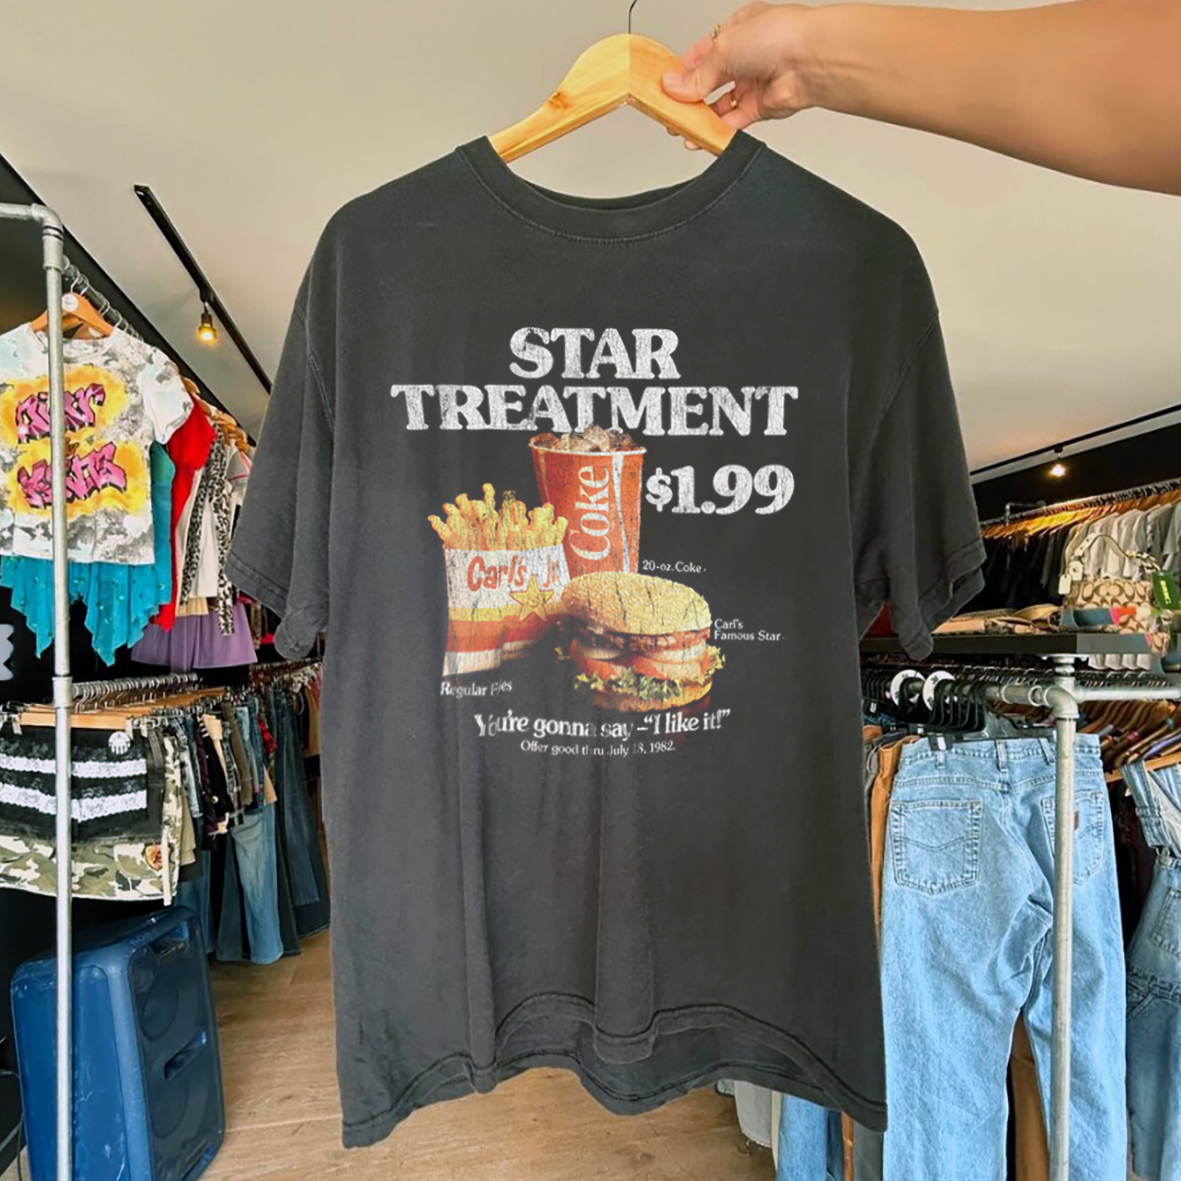 STAR
TREATMENT
$1.99
Coke
20-oz. Coke.
Carl's Jr.
Carl's
Famous Star.
Regular Fries
You're gonna say-"I like it!"
Offer good thru July 18, 1982.